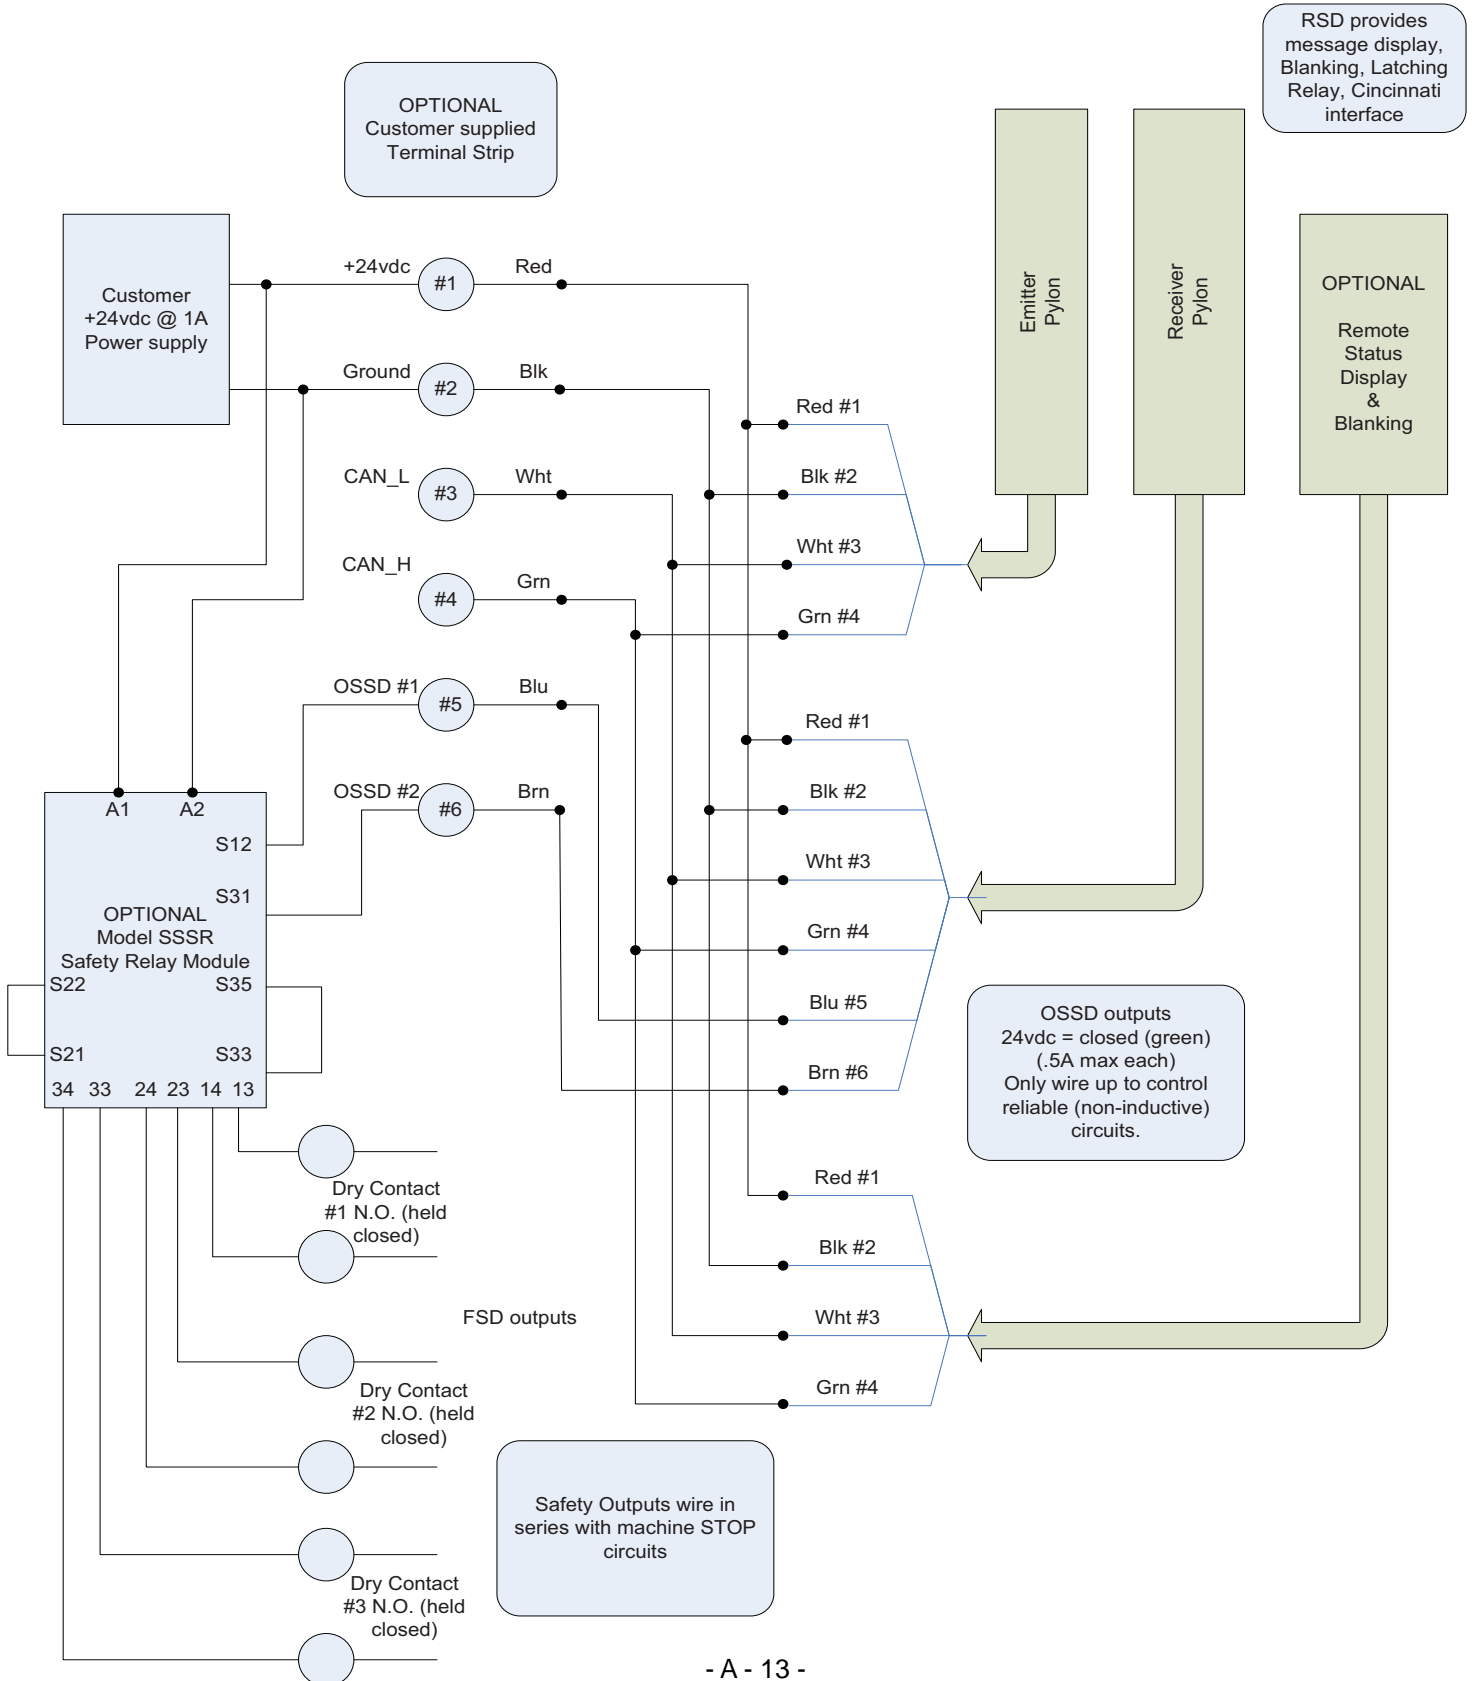 RSD provides
message display,
Blanking, Latching
Relay, Cincinnati
interface
OPTIONAL
Customer supplied
Terminal Strip
Customer
+24vdc @ 1A
Power supply
+24vdc
#1
Red
Ground
#2
Blk
CAN_L
#3
Wht
CAN_H
#4
Grn
OSSD #1
#5
Blu
OSSD #2
#6
Brn
Emitter
Pylon
Receiver
Pylon
OPTIONAL
Remote
Status
Display
&
Blanking
Red #1
Blk #2
Wht #3
Grn #4
Red #1
Blk #2
Wht #3
Grn #4
Blu #5
Brn #6
Red #1
Blk #2
Wht #3
Grn #4
A1
A2
S12
S31
OPTIONAL
Model SSSR
Safety Relay Module
S22
S35
S21
S33
34 33 24 23 14 13
OSSD outputs
24vdc = closed (green)
(.5A max each)
Only wire up to control
reliable (non-inductive)
circuits.
Dry Contact
#1 N.O. (held
closed)
FSD outputs
Dry Contact
#2 N.O. (held
closed)
Dry Contact
#3 N.O. (held
closed)
Safety Outputs wire in
series with machine STOP
circuits
- A - 13 -